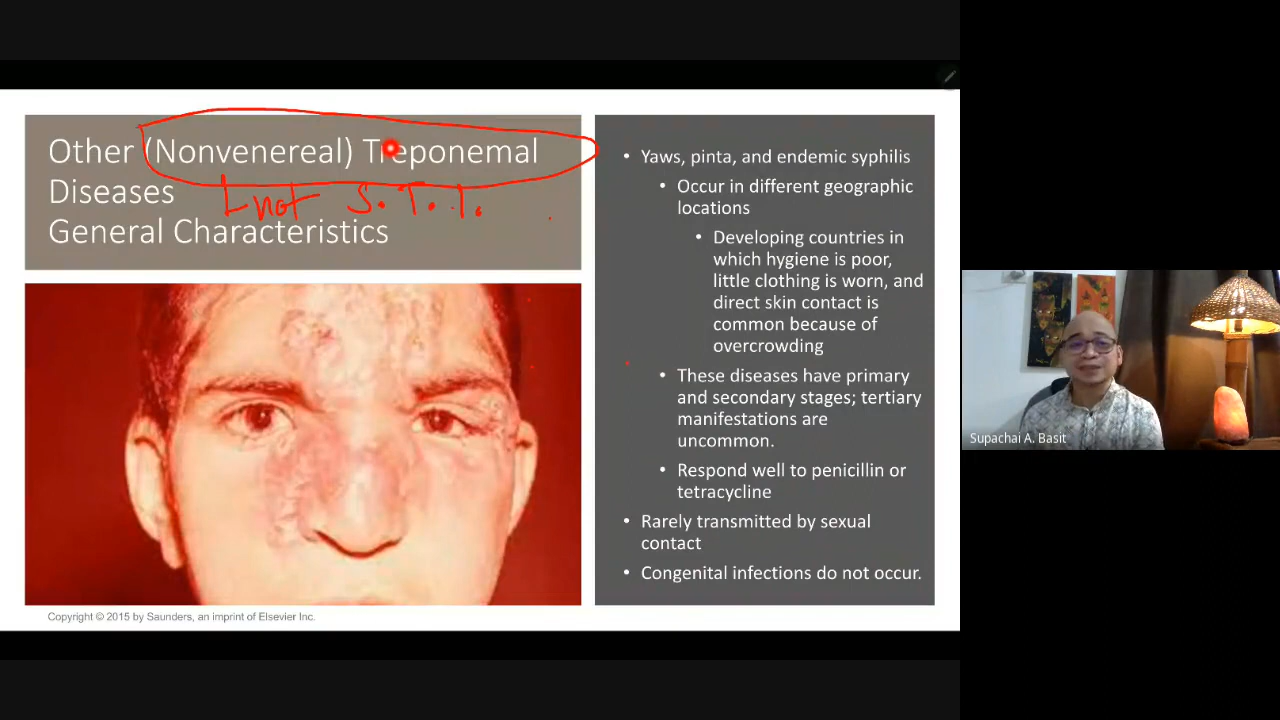 Other (Nonvenereal) Treponemal
Diseases
not S.T.I.
General Characteristics
• Yaws, pinta, and endemic syphilis
• Occur in different geographic
locations
• Developing countries in
which hygiene is poor,
little clothing is worn, and
direct skin contact is
common because of
overcrowding
• These diseases have primary
and secondary stages; tertiary
manifestations are
uncommon.
• Respond well to penicillin or
tetracycline
• Rarely transmitted by sexual
contact
• Congenital infections do not occur.
Copyright © 2015 by Saunders, an imprint of Elsevier Inc.
Supachai A. Basit